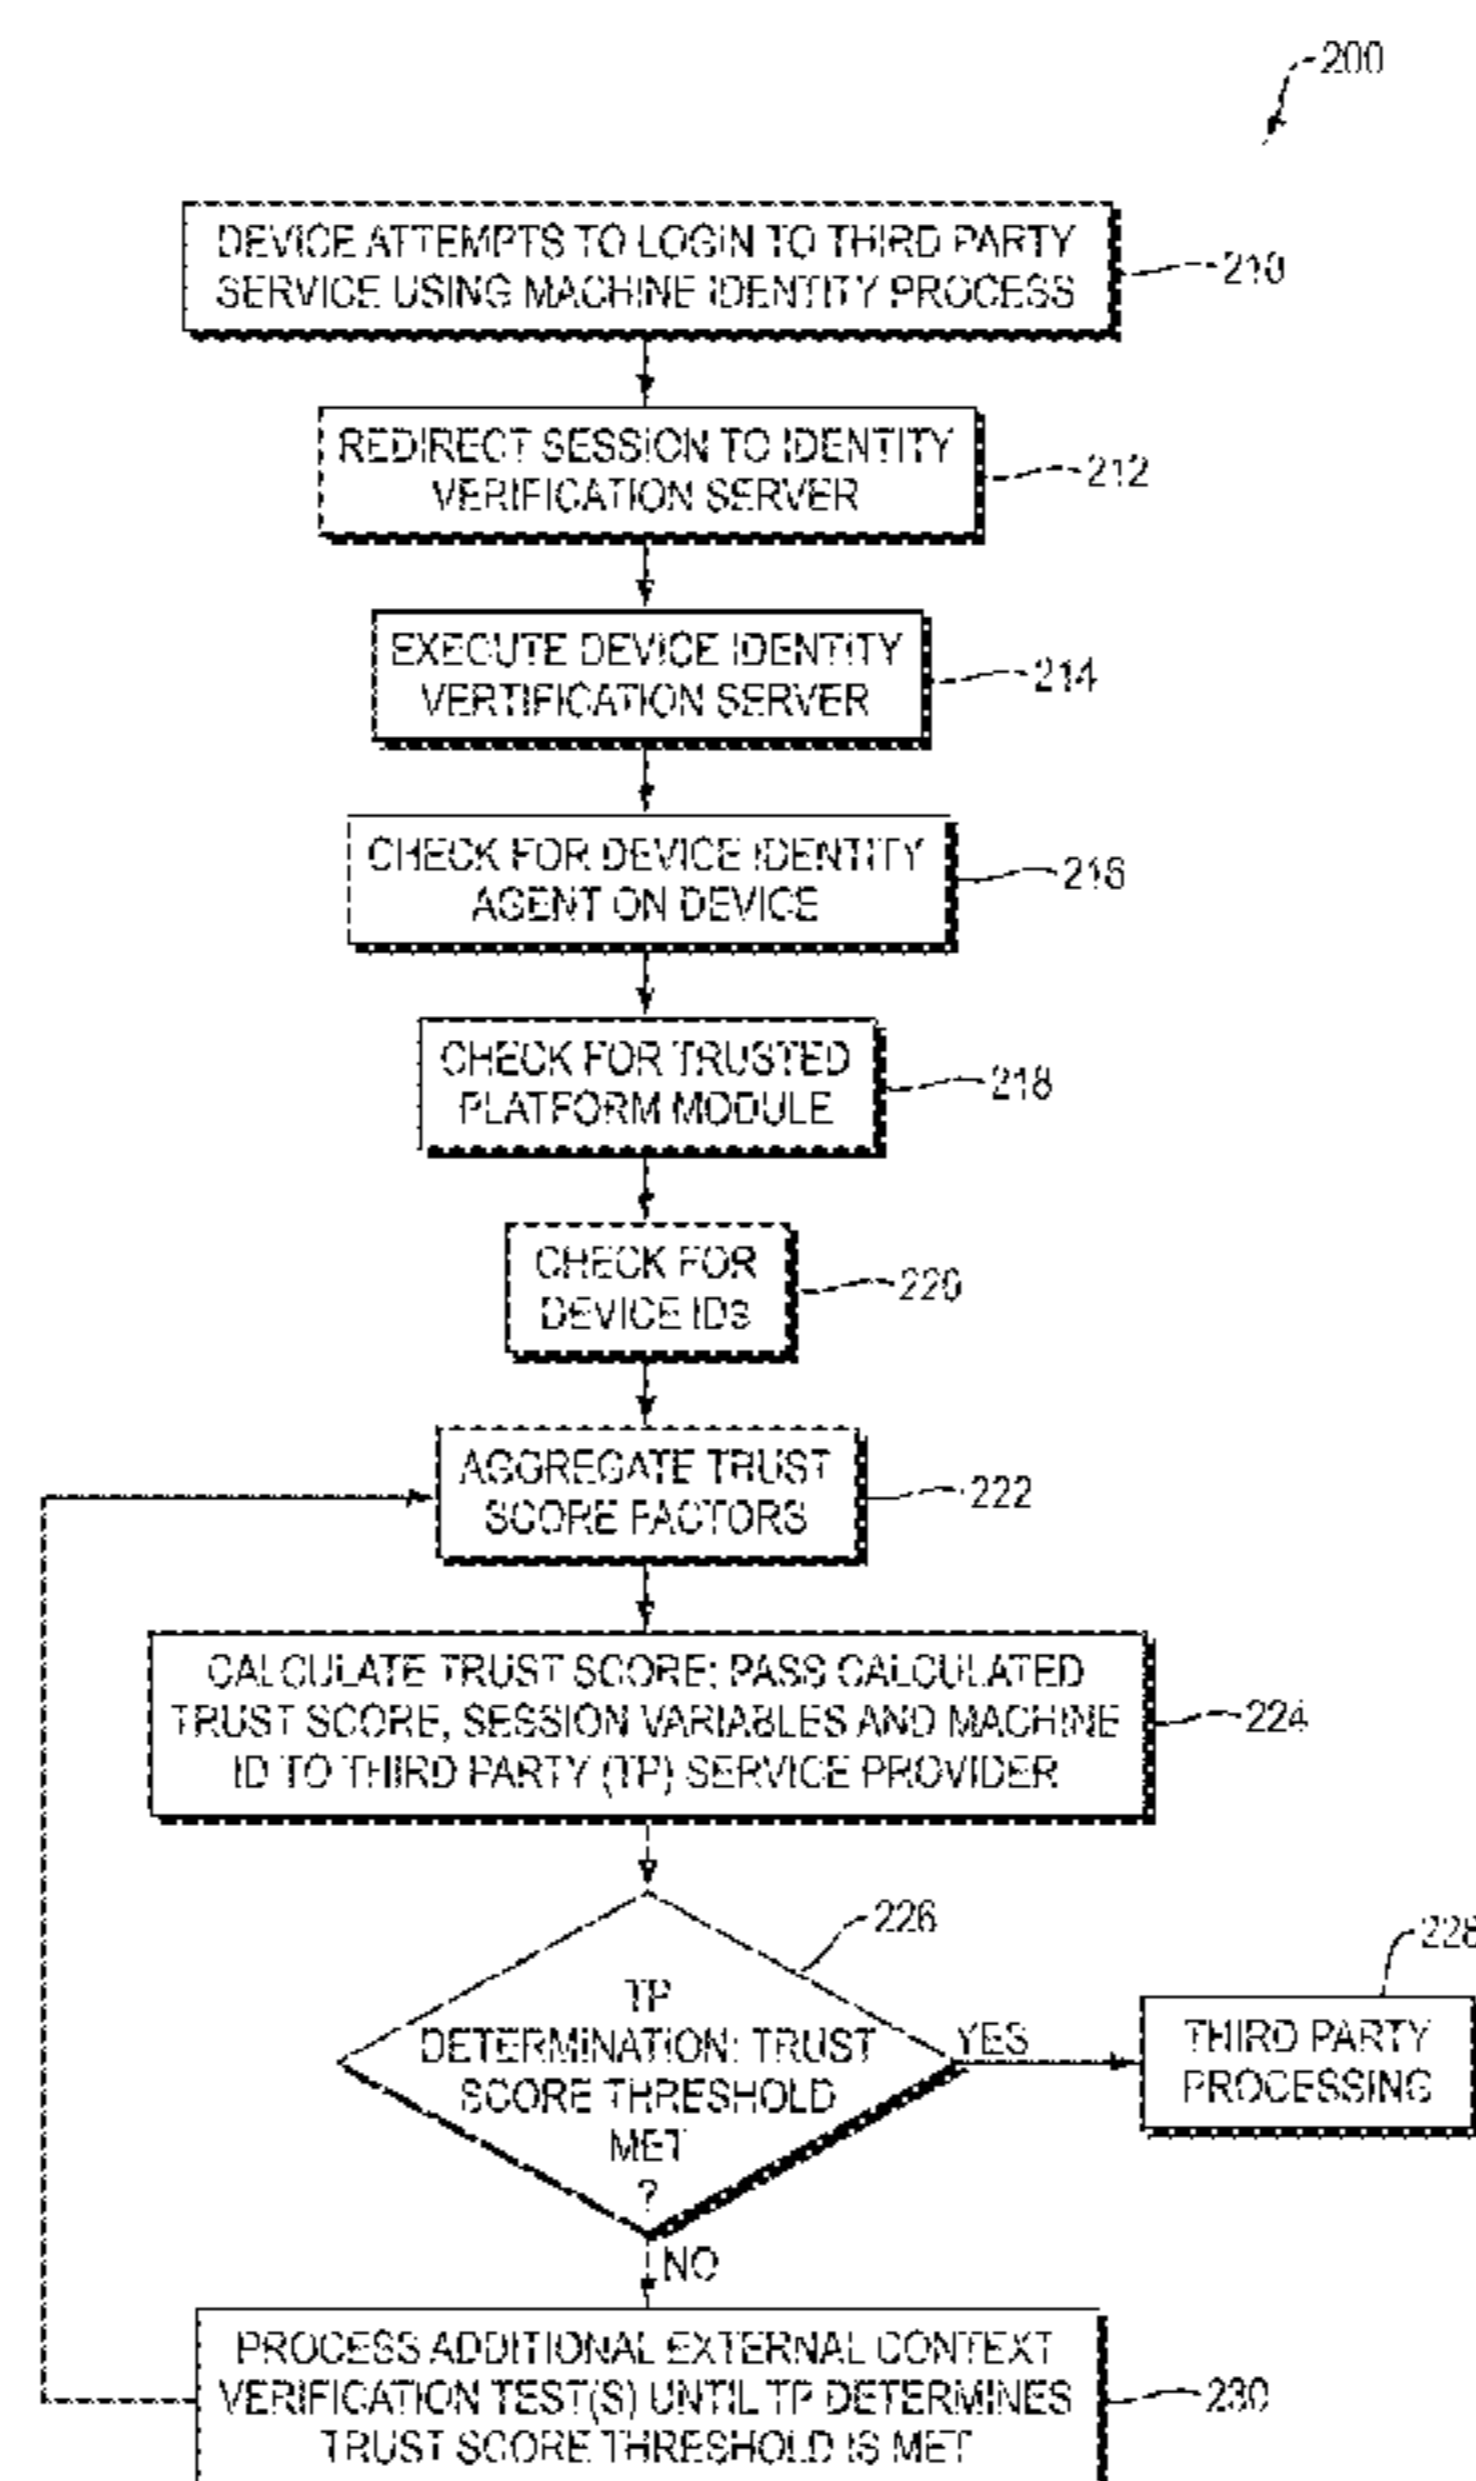 200
DEVICE ATTEMPTS TO LOGIN TO THIRD PARTY
SERVICE USING MACHINE IDENTITY PROCESS
210
REDIRECT SESSION TO IDENTITY
VERIFICATION SERVER
212
EXECUTE DEVICE IDENTITY
VERTIFICATION SERVER
214
CHECK FOR DEVICE IDENTITY
AGENT ON DEVICE
216
CHECK FOR TRUSTED
PLATFORM MODULE
218
CHECK FOR
DEVICE IDs
220
AGGREGATE TRUST
SCORE FACTORS
222
CALCULATE TRUST SCORE; PASS CALCULATED
TRUST SCORE, SESSION VARIABLES AND MACHINE
ID TO THIRD PARTY (TP) SERVICE PROVIDER
224
226
TP
DETERMINATION: TRUST
SCORE THRESHOLD
MET
?
YES
228
THIRD PARTY
PROCESSING
NO
PROCESS ADDITIONAL EXTERNAL CONTEXT
VERIFICATION TEST(S) UNTIL TP DETERMINES
TRUST SCORE THRESHOLD IS MET
230